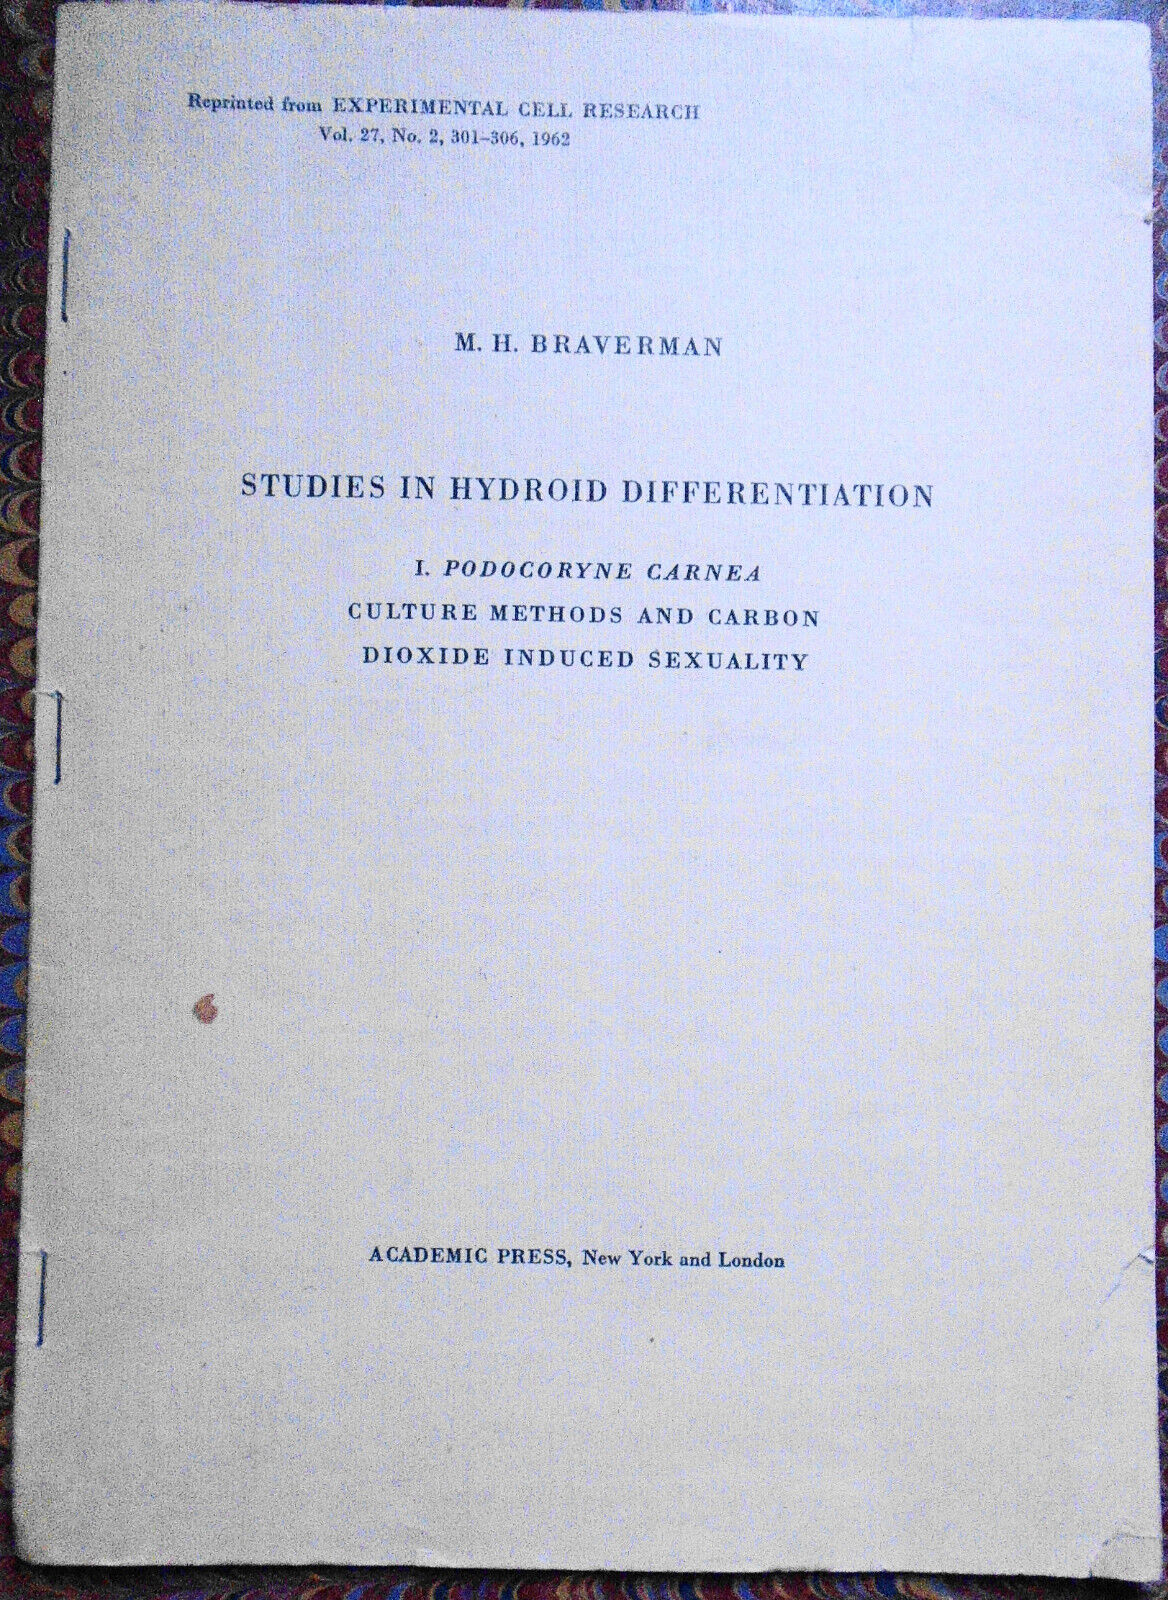 Reprinted from EXPERIMENTAL CELL RESEARCH
Vol. 27, No. 2, 301–306, 1962
M. H. BRAVERMAN
STUDIES IN HYDROID DIFFERENTIATION
I. PODOCORYNE CARNEA
CULTURE METHODS AND CARBON
DIOXIDE INDUCED SEXUALITY
ACADEMIC PRESS, New York and London